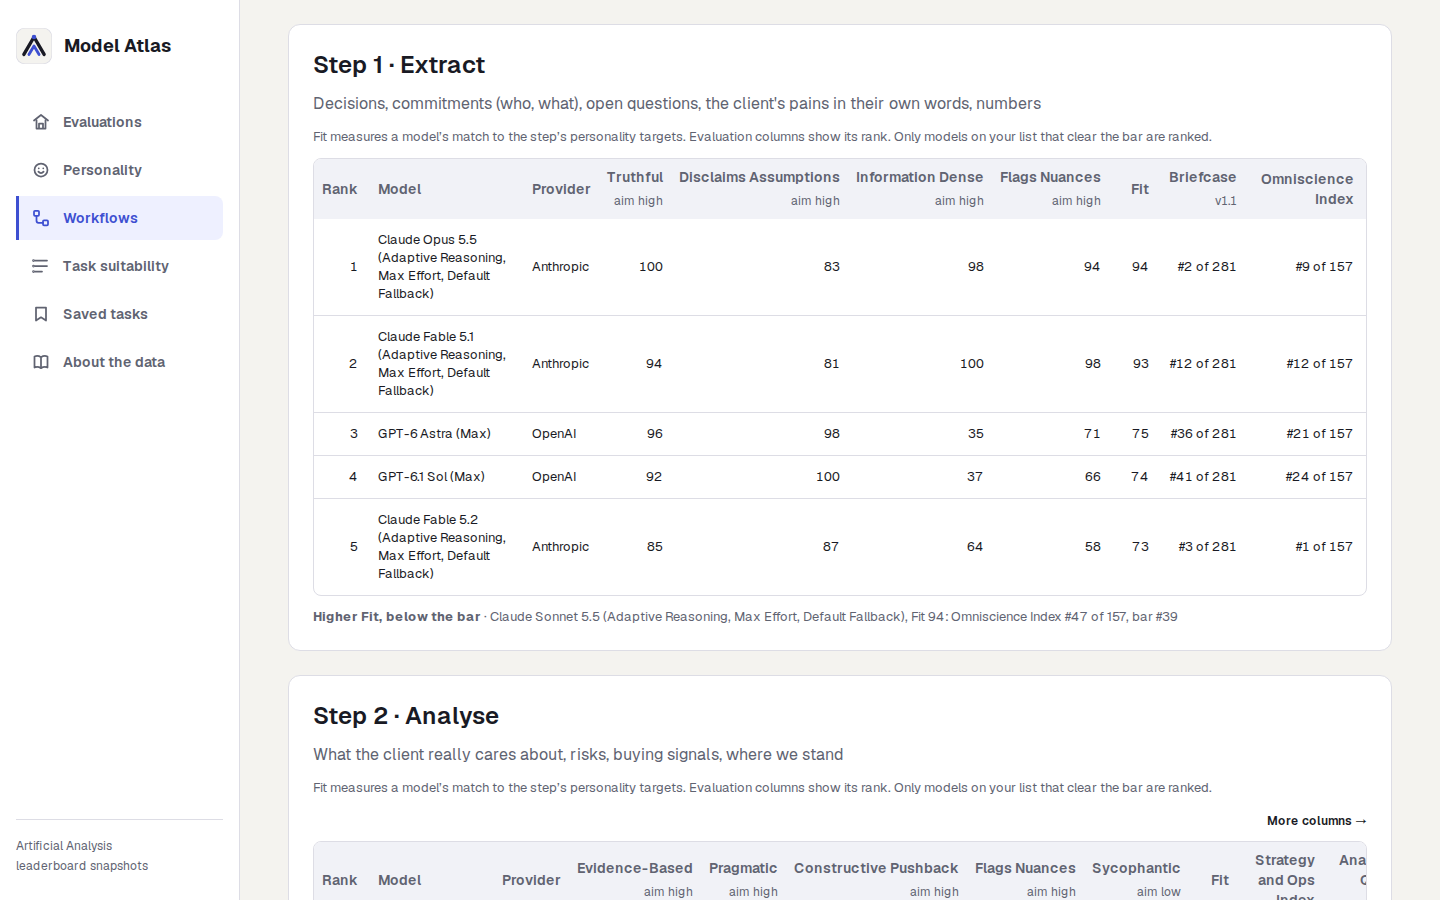 Model Atlas
Evaluations
Personality
Workflows
Task suitability
Saved tasks
About the data
Artificial Analysis
leaderboard snapshots
Step 1 · Extract
Decisions, commitments (who, what), open questions, the client's pains in their own words, numbers
Fit measures a model's match to the step's personality targets. Evaluation columns show its rank. Only models on your list that clear the bar are ranked.
Rank Model Provider Truthful aim high Disclaims Assumptions aim high Information Dense aim high Flags Nuances aim high Fit Briefcase v1.1 Omniscience Index
1 Claude Opus 5.5 (Adaptive Reasoning, Max Effort, Default Fallback) Anthropic 100 83 98 94 94 #2 of 281 #9 of 157
2 Claude Fable 5.1 (Adaptive Reasoning, Max Effort, Default Fallback) Anthropic 94 81 100 98 93 #12 of 281 #12 of 157
3 GPT-6 Astra (Max) OpenAI 96 98 35 71 75 #36 of 281 #21 of 157
4 GPT-6.1 Sol (Max) OpenAI 92 100 37 66 74 #41 of 281 #24 of 157
5 Claude Fable 5.2 (Adaptive Reasoning, Max Effort, Default Fallback) Anthropic 85 87 64 58 73 #3 of 281 #1 of 157
Higher Fit, below the bar · Claude Sonnet 5.5 (Adaptive Reasoning, Max Effort, Default Fallback), Fit 94: Omniscience Index #47 of 157, bar #39
Step 2 · Analyse
What the client really cares about, risks, buying signals, where we stand
Fit measures a model's match to the step's personality targets. Evaluation columns show its rank. Only models on your list that clear the bar are ranked.
More columns →
Rank Model Provider Evidence-Based aim high Pragmatic aim high Constructive Pushback aim high Flags Nuances aim high Sycophantic aim low Fit Strategy and Ops Index